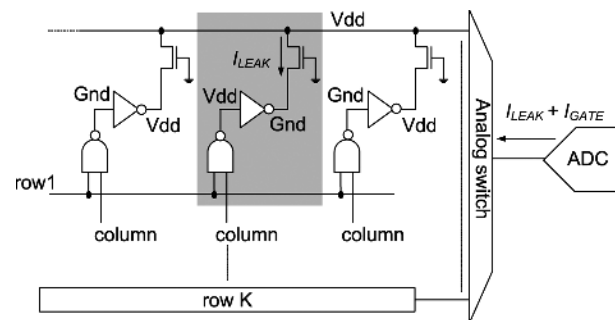 Vdd
I_LEAK
Gnd
Vdd
Gnd
Vdd
Gnd
Vdd
row1
column
column
column
row K
Analog switch
I_LEAK + I_GATE
ADC